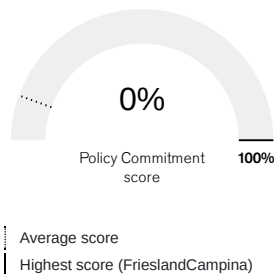 0%
Policy Commitment
score
100%
Average score
Highest score (FrieslandCampina)